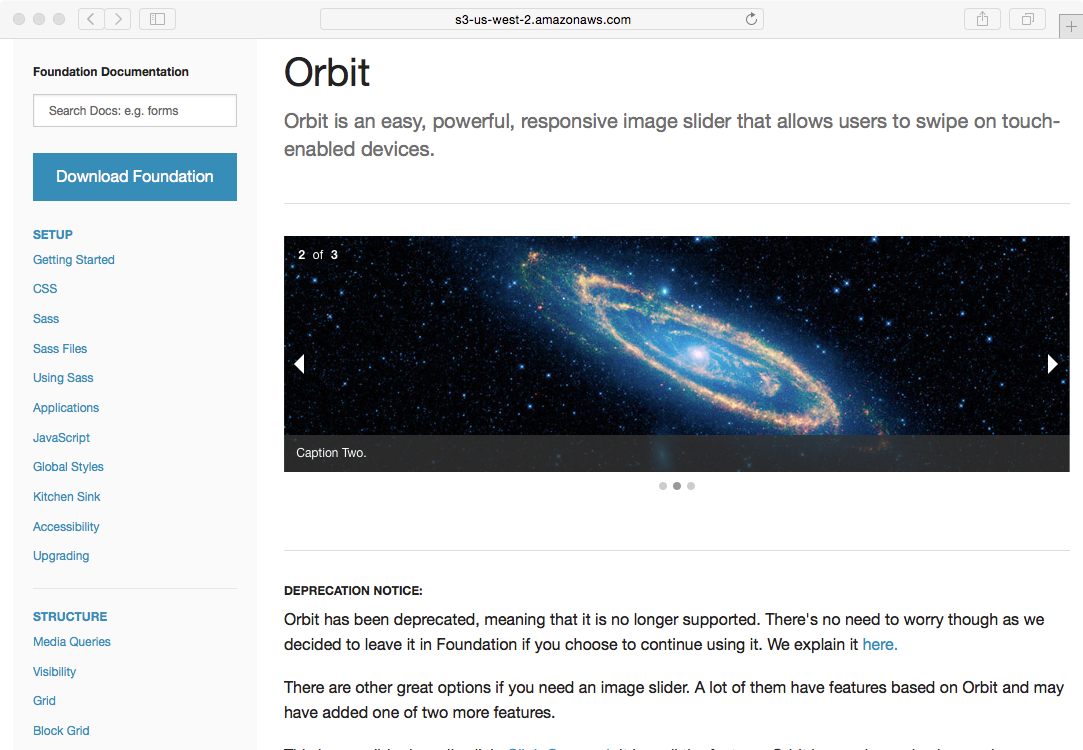 s3-us-west-2.amazonaws.com
Foundation Documentation
Search Docs: e.g. forms
Download Foundation
SETUP
Getting Started
CSS
Sass
Sass Files
Using Sass
Applications
JavaScript
Global Styles
Kitchen Sink
Accessibility
Upgrading
STRUCTURE
Media Queries
Visibility
Grid
Block Grid
Orbit
Orbit is an easy, powerful, responsive image slider that allows users to swipe on touch-
enabled devices.
2 of 3
Caption Two.
DEPRECATION NOTICE:
Orbit has been deprecated, meaning that it is no longer supported. There's no need to worry though as we
decided to leave it in Foundation if you choose to continue using it. We explain it here.
There are other great options if you need an image slider. A lot of them have features based on Orbit and may
have added one of two more features.